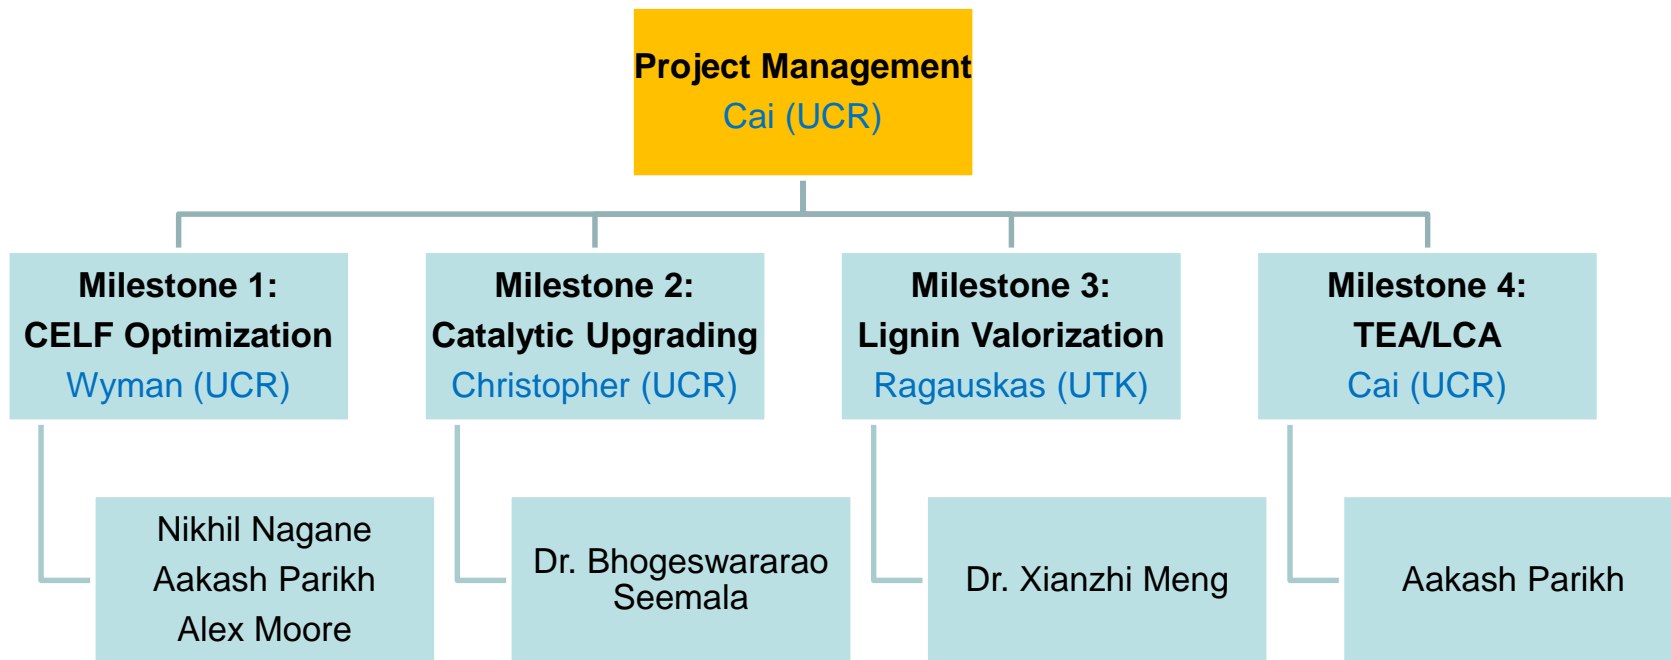 Project Management
Cai (UCR)
Milestone 1:
CELF Optimization
Wyman (UCR)
Milestone 2:
Catalytic Upgrading
Christopher (UCR)
Milestone 3:
Lignin Valorization
Ragauskas (UTK)
Milestone 4:
TEA/LCA
Cai (UCR)
Nikhil Nagane
Aakash Parikh
Alex Moore
Dr. Bhogeswararao
Seemala
Dr. Xianzhi Meng
Aakash Parikh